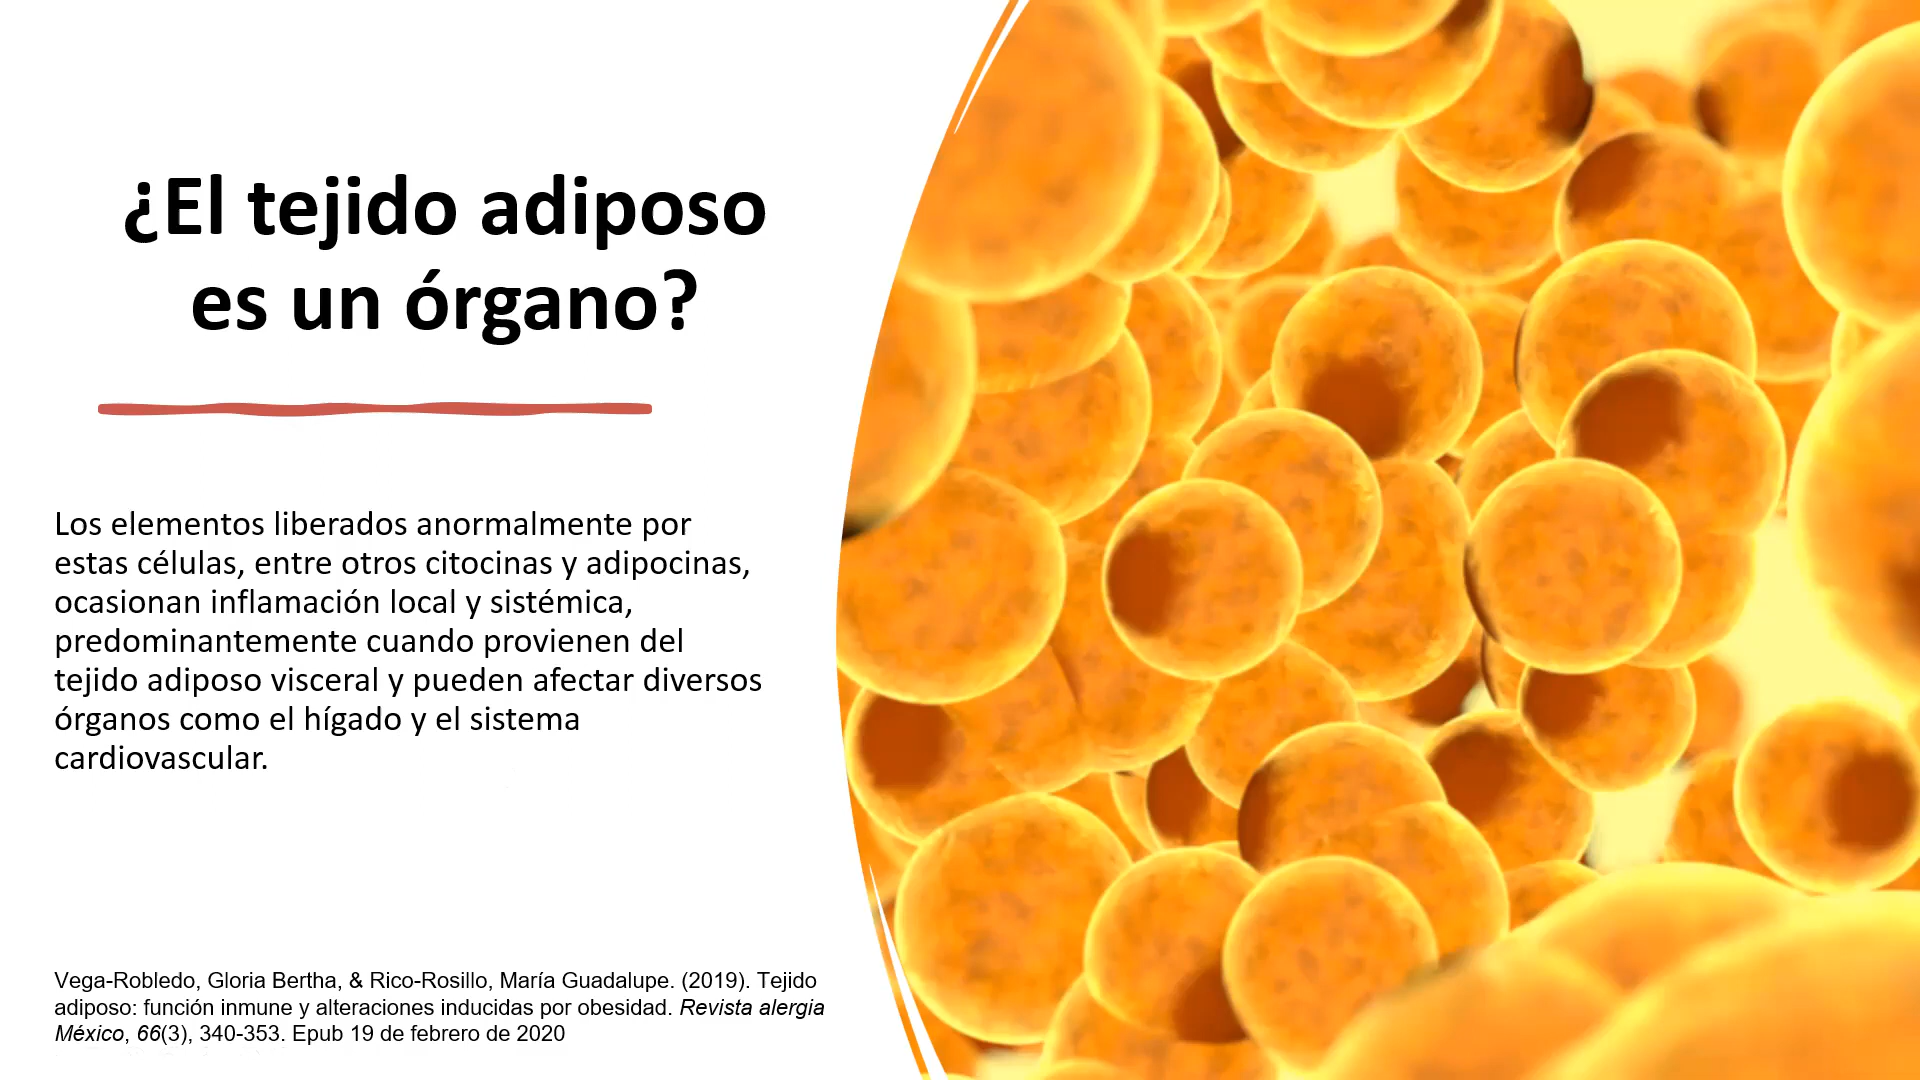 ¿El tejido adiposo
es un órgano?
Los elementos liberados anormalmente por
estas células, entre otros citocinas y adipocinas,
ocasionan inflamación local y sistémica,
predominantemente cuando provienen del
tejido adiposo visceral y pueden afectar diversos
órganos como el hígado y el sistema
cardiovascular.
Vega-Robledo, Gloria Bertha, & Rico-Rosillo, María Guadalupe. (2019). Tejido
adiposo: función inmune y alteraciones inducidas por obesidad. Revista alergia
México, 66(3), 340-353. Epub 19 de febrero de 2020